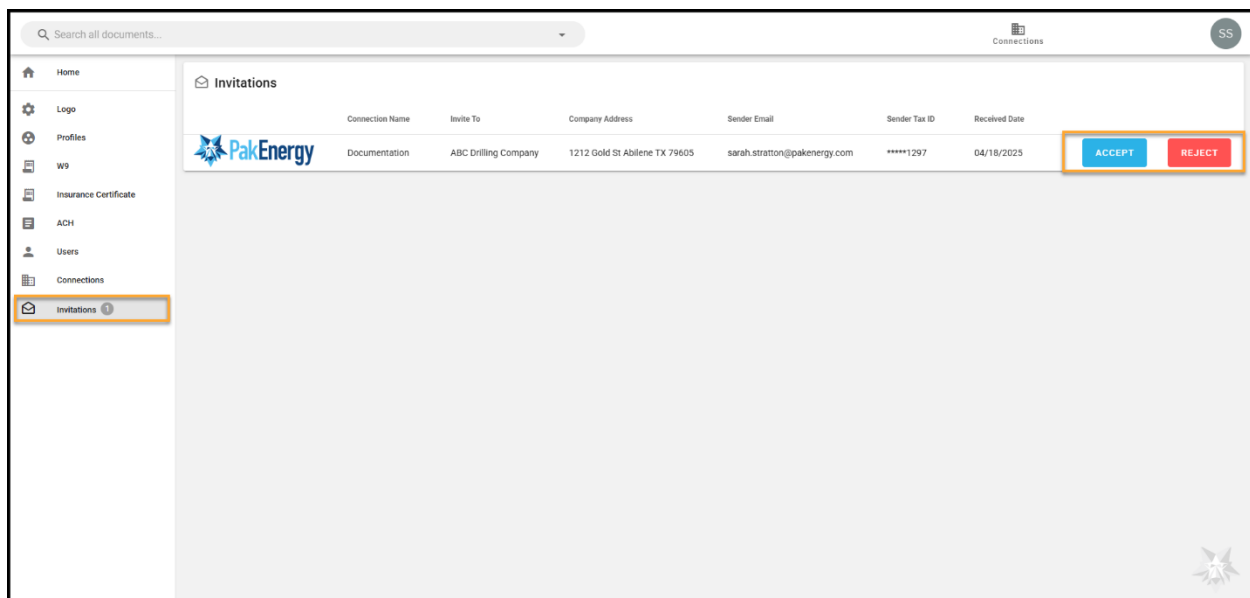 Search all documents...
Connections
SS
Home
Logo
Profiles
W9
Insurance Certificate
ACH
Users
Connections
Invitations 1
Invitations
Connection Name Invite To Company Address Sender Email Sender Tax ID Received Date
PakEnergy Documentation ABC Drilling Company 1212 Gold St Abilene TX 79605 sarah.stratton@pakenergy.com *****1297 04/18/2025 ACCEPT REJECT